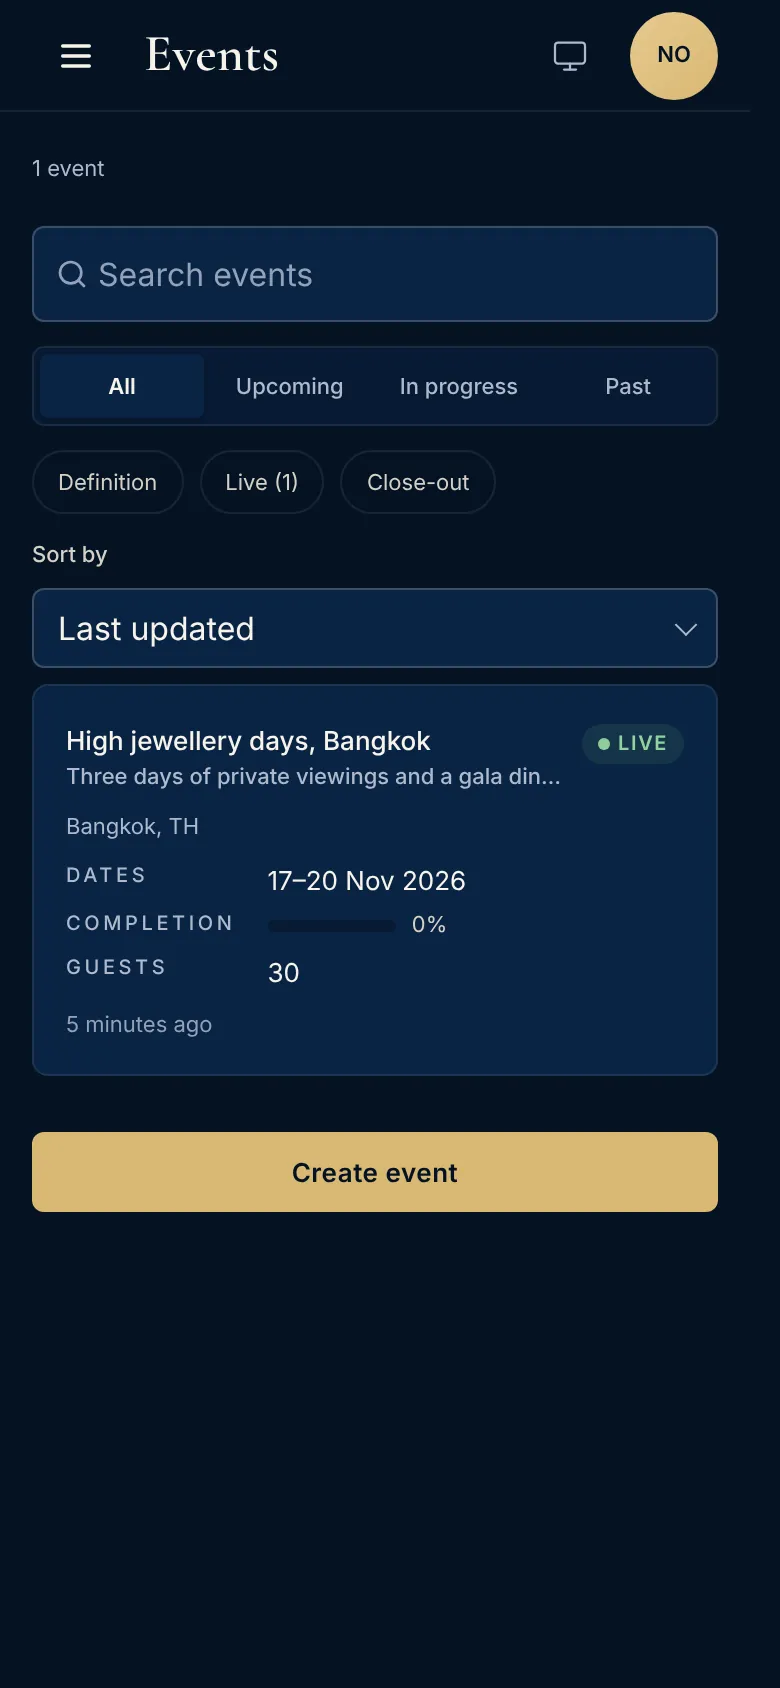 Events
NO
1 event
Search events
All
Upcoming
In progress
Past
Definition
Live (1)
Close-out
Sort by
Last updated
High jewellery days, Bangkok
LIVE
Three days of private viewings and a gala din...
Bangkok, TH
DATES
17–20 Nov 2026
COMPLETION
0%
GUESTS
30
5 minutes ago
Create event